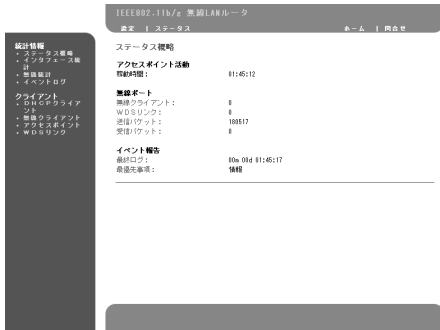 IEEE802.11b/g 無線LANルータ
設定 | ステータス
ホーム | 問合せ
統計情報
・ステータス概略
・インタフェース統
計
・無線統計
・イベントログ
クライアント
・DHCPクライア
ント
・無線クライアント
・アクセスポイント
・WDSリンク
ステータス概略
アクセスポイント活動
稼動時間： 01:45:12
無線ポート
無線クライアント： 0
WDSリンク： 0
送信パケット： 180517
受信パケット： 0
イベント報告
最終ログ： 00m 00d 01:45:17
最優先事項： 情報